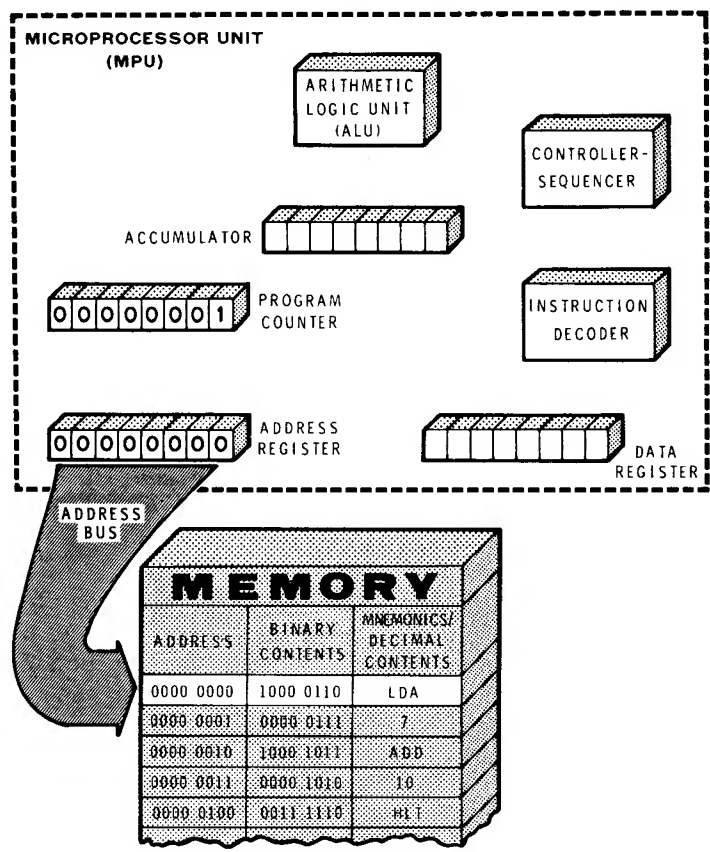 MICROPROCESSOR UNIT
(MPU)
ARITHMETIC
LOGIC UNIT
(ALU)
CONTROLLER-
SEQUENCER
ACCUMULATOR
0 0 0 0 0 0 0 1
PROGRAM
COUNTER
INSTRUCTION
DECODER
0 0 0 0 0 0 0 0
ADDRESS
REGISTER
DATA
REGISTER
ADDRESS
BUS
MEMORY
ADDRESS
BINARY
CONTENTS
MNEMONICS/
DECIMAL
CONTENTS
0000 0000 1000 0110 LDA
0000 0001 0000 0111 7
0000 0010 1000 1011 ADD
0000 0011 0000 1010 10
0000 0100 0011 1110 HLT